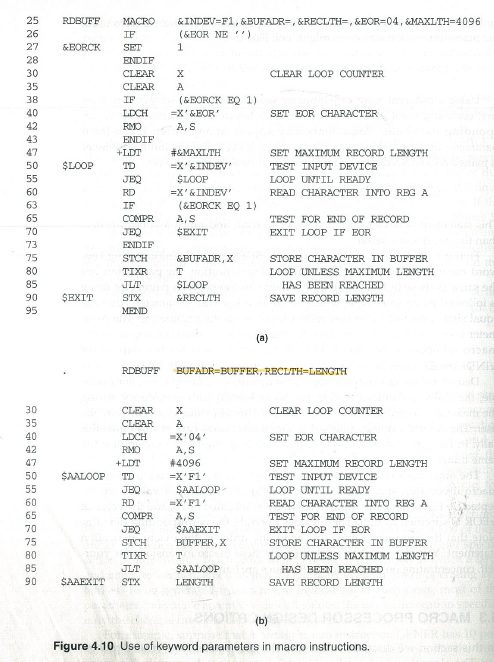 25 RDBUFF MACRO &INDEV=F1,&BUFADR=,&RECLTH=,&EOR=04,&MAXLTH=4096
26 IF (&EOR NE '')
27 &EORCK SET 1
28 ENDIF
30 CLEAR X CLEAR LOOP COUNTER
35 CLEAR A
38 IF (&EORCK EQ 1)
40 LDCH =X'&EOR' SET EOR CHARACTER
42 RMO A,S
43 ENDIF
47 +LDT #&MAXLTH SET MAXIMUM RECORD LENGTH
50 $LOOP TD =X'&INDEV' TEST INPUT DEVICE
55 JEQ $LOOP LOOP UNTIL READY
60 RD =X'&INDEV' READ CHARACTER INTO REG A
63 IF (&EORCK EQ 1)
65 COMPR A,S TEST FOR END OF RECORD
70 JEQ $EXIT EXIT LOOP IF EOR
73 ENDIF
75 STCH &BUFADR,X STORE CHARACTER IN BUFFER
80 TIXR T LOOP UNLESS MAXIMUM LENGTH
85 JLT $LOOP HAS BEEN REACHED
90 $EXIT STX &RECLTH SAVE RECORD LENGTH
95 MEND
(a)
. RDBUFF BUFADR=BUFFER,RECLTH=LENGTH
30 CLEAR X CLEAR LOOP COUNTER
35 CLEAR A
40 LDCH =X'04' SET EOR CHARACTER
42 RMO A,S
47 +LDT #4096 SET MAXIMUM RECORD LENGTH
50 $AALOOP TD =X'F1' TEST INPUT DEVICE
55 JEQ $AALOOP LOOP UNTIL READY
60 RD =X'F1' READ CHARACTER INTO REG A
65 COMPR A,S TEST FOR END OF RECORD
70 JEQ $AAEXIT EXIT LOOP IF EOR
75 STCH BUFFER,X STORE CHARACTER IN BUFFER
80 TIXR T LOOP UNLESS MAXIMUM LENGTH
85 JLT $AALOOP HAS BEEN REACHED
90 $AAEXIT STX LENGTH SAVE RECORD LENGTH
(b)
Figure 4.10 Use of keyword parameters in macro instructions.